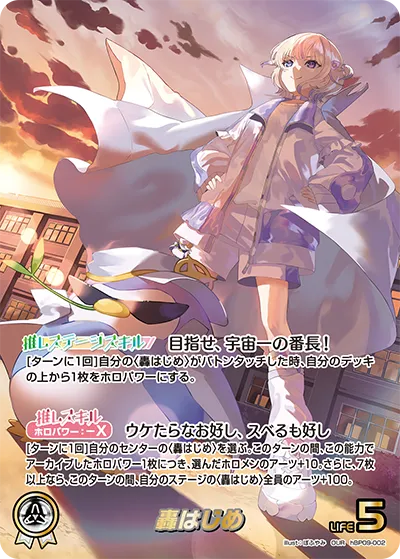 推しステージスキル 目指せ、宇宙一の番長！
[ターンに1回]自分の〈轟はじめ〉がバトンタッチした時、自分のデッキ
の上から1枚をホロパワーにする。
推しスキル
ホロパワー：－X ウケたらなお好し、スベるも好し
[ターンに1回]自分のセンターの〈轟はじめ〉を選ぶ。このターンの間、この能力で
アーカイブしたホロパワー1枚につき、選んだホロメンのアーツ+10。さらに、7枚
以上なら、このターンの間、自分のステージの〈轟はじめ〉全員のアーツ+100。
轟はじめ
LIFE 5
illust：ぽろやみ OUR hBP09-002